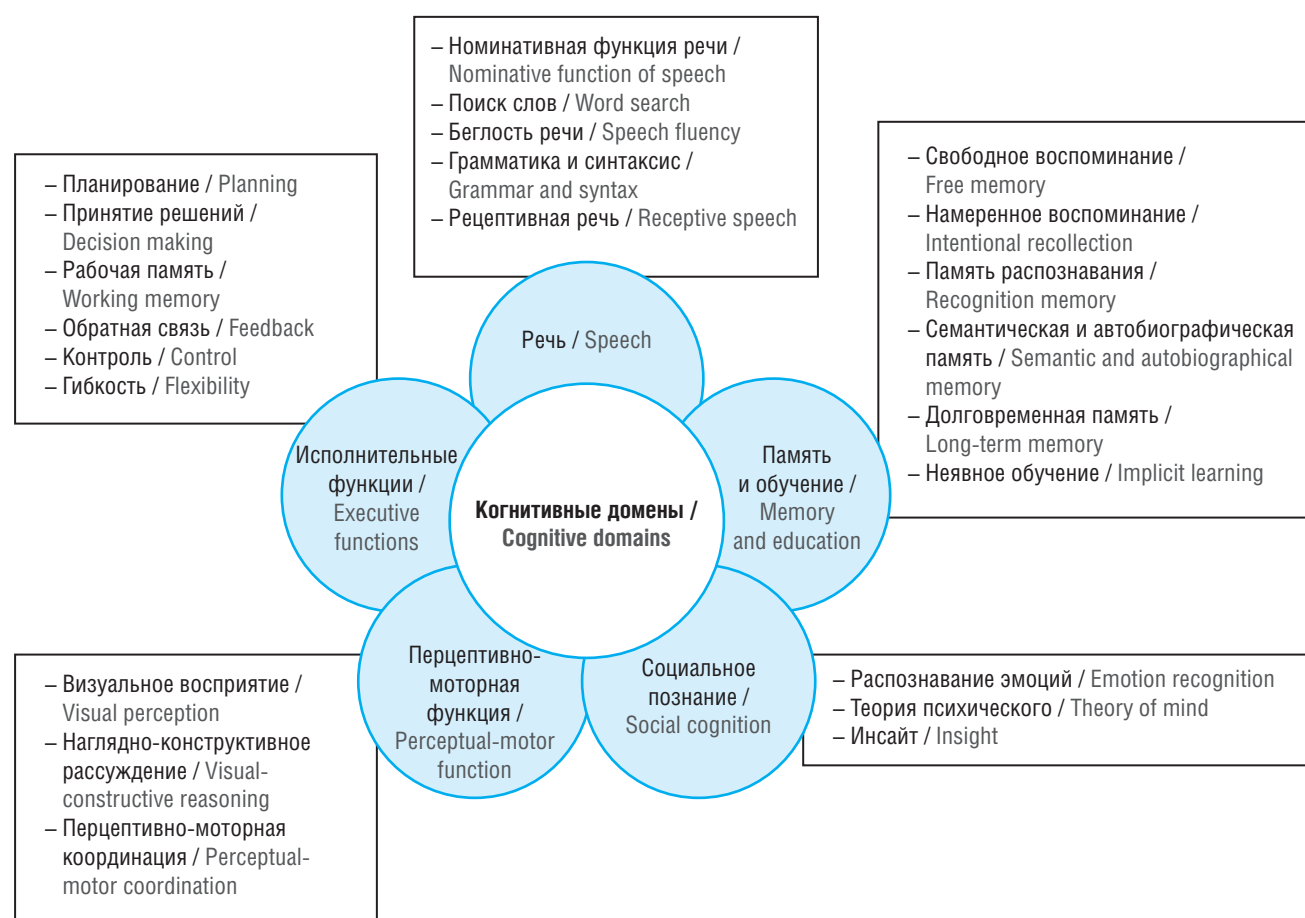 – Номинативная функция речи /
Nominative function of speech
– Поиск слов / Word search
– Беглость речи / Speech fluency
– Грамматика и синтаксис /
Grammar and syntax
– Рецептивная речь / Receptive speech
– Планирование / Planning
– Принятие решений /
Decision making
– Рабочая память /
Working memory
– Обратная связь / Feedback
– Контроль / Control
– Гибкость / Flexibility
– Свободное воспоминание /
Free memory
– Намеренное воспоминание /
Intentional recollection
– Память распознавания /
Recognition memory
– Семантическая и автобиографическая
память / Semantic and autobiographical
memory
– Долговременная память /
Long-term memory
– Неявное обучение / Implicit learning
Речь / Speech
Исполнительные
функции /
Executive
functions
Когнитивные домены /
Cognitive domains
Память
и обучение /
Memory
and education
Перцептивно-
моторная
функция /
Perceptual-motor
function
Социальное
познание /
Social cognition
– Визуальное восприятие /
Visual perception
– Наглядно-конструктивное
рассуждение / Visual-
constructive reasoning
– Перцептивно-моторная
координация / Perceptual-
motor coordination
– Распознавание эмоций / Emotion recognition
– Теория психического / Theory of mind
– Инсайт / Insight